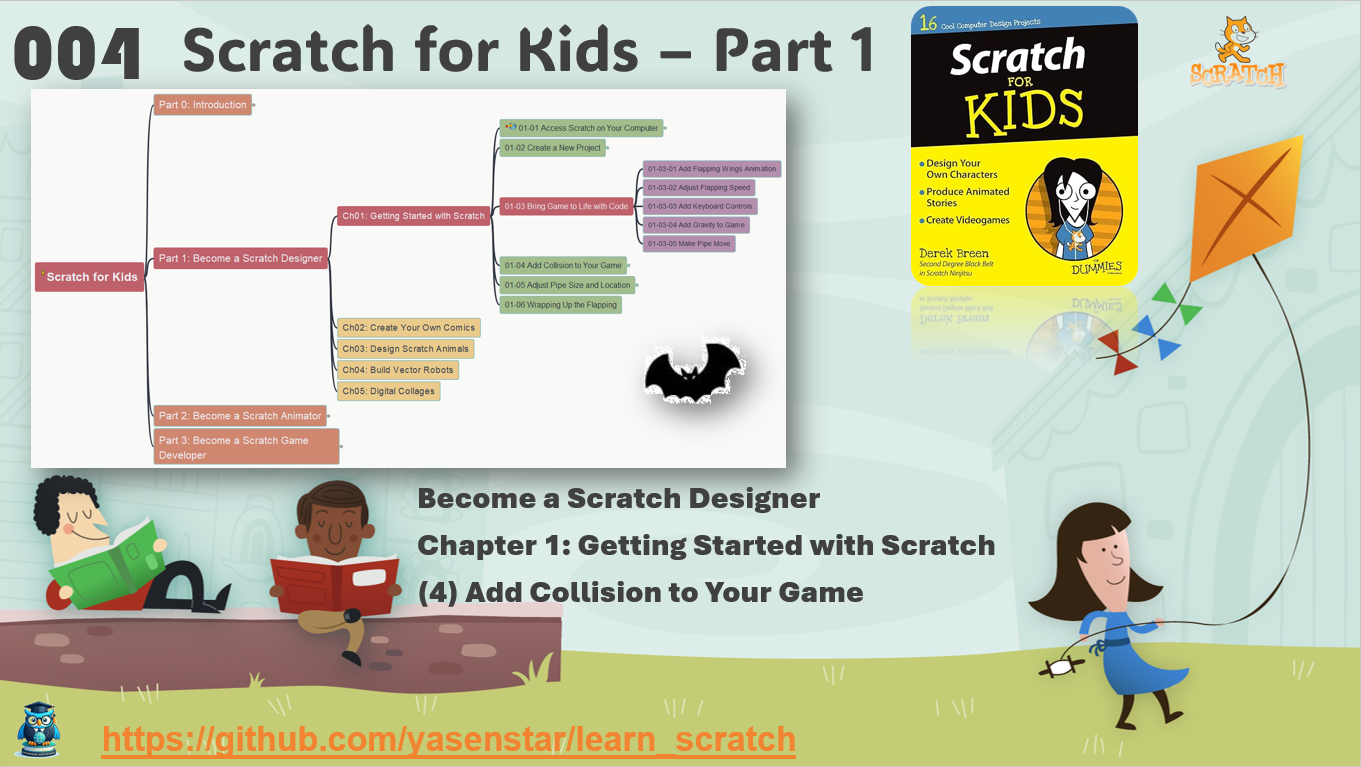 004 Scratch for Kids – Part 1
Part 0: Introduction
01-01 Access Scratch on Your Computer
01-02 Create a New Project
01-03-01 Add Flapping Wings Animation
01-03-02 Adjust Flapping Speed
01-03 Bring Game to Life with Code
01-03-03 Add Keyboard Controls
Ch01: Getting Started with Scratch
01-03-04 Add Gravity to Game
01-03-05 Make Pipe Move
Part 1: Become a Scratch Designer
01-04 Add Collision to Your Game
Scratch for Kids
01-05 Adjust Pipe Size and Location
01-06 Wrapping Up the Flapping
Ch02: Create Your Own Comics
Ch03: Design Scratch Animals
Ch04: Build Vector Robots
Ch05: Digital Collages
Part 2: Become a Scratch Animator
Part 3: Become a Scratch Game
Developer
16 Cool Computer Design Projects
Scratch
FOR
KIDS
• Design Your
Own Characters
• Produce Animated
Stories
• Create Videogames
Derek Breen
Second Degree Black Belt
in Scratch Ninjitsu
FOR
DUMMIES
SCRATCH
Become a Scratch Designer
Chapter 1: Getting Started with Scratch
(4) Add Collision to Your Game
https://github.com/yasenstar/learn_scratch